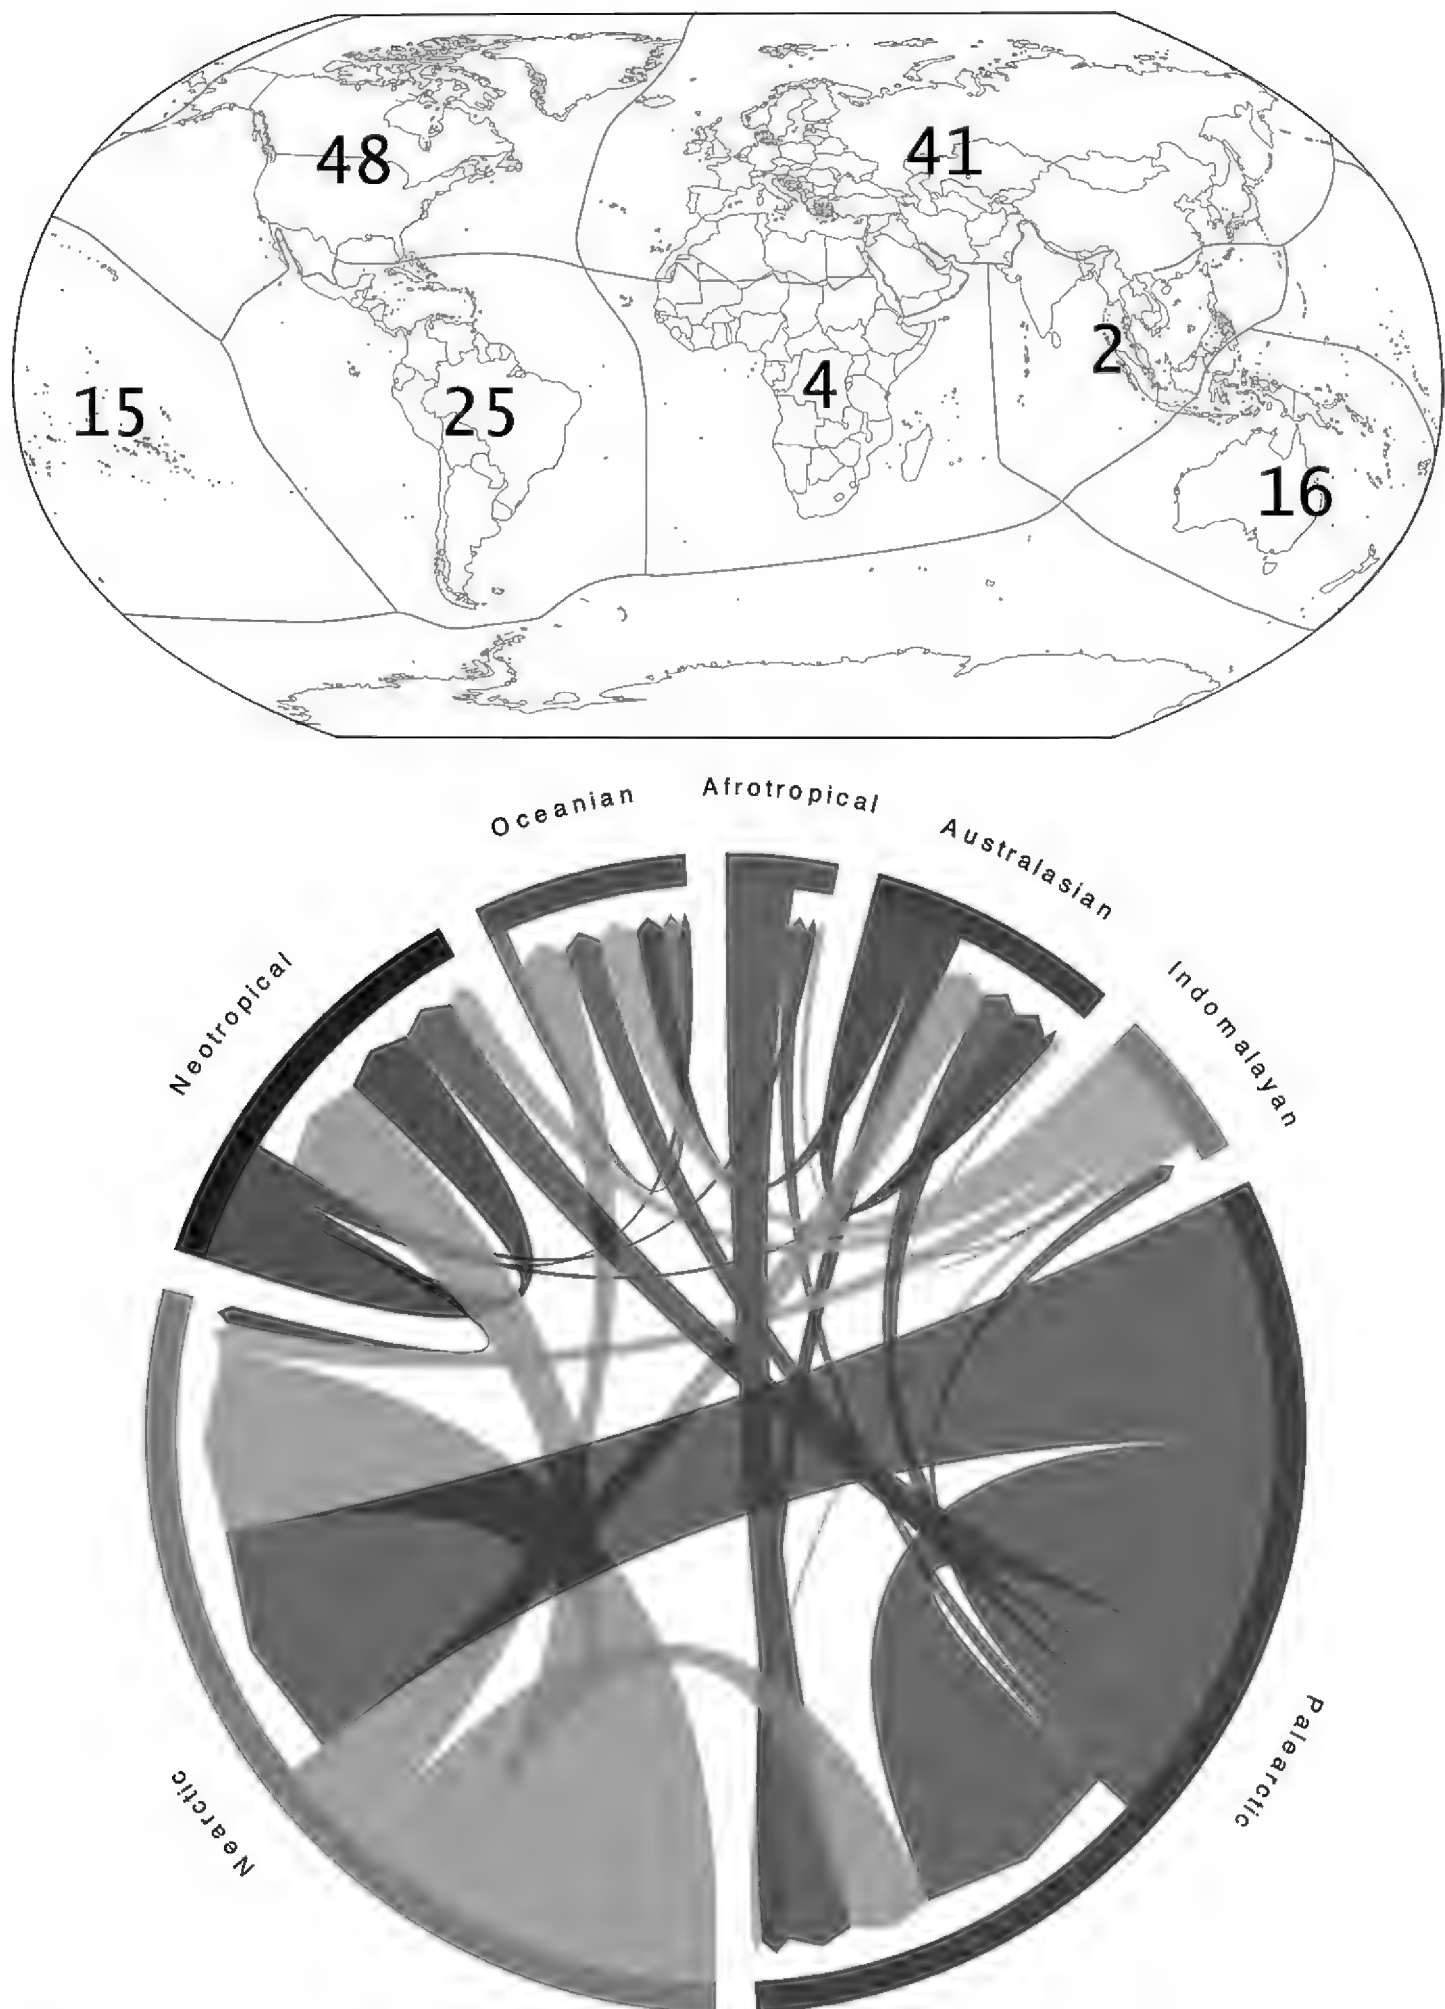 48
41
2
4
15
25
16
Oceanian
Afrotropical
Australasian
Neotropical
Indomalayan
Palearctic
Nearctic